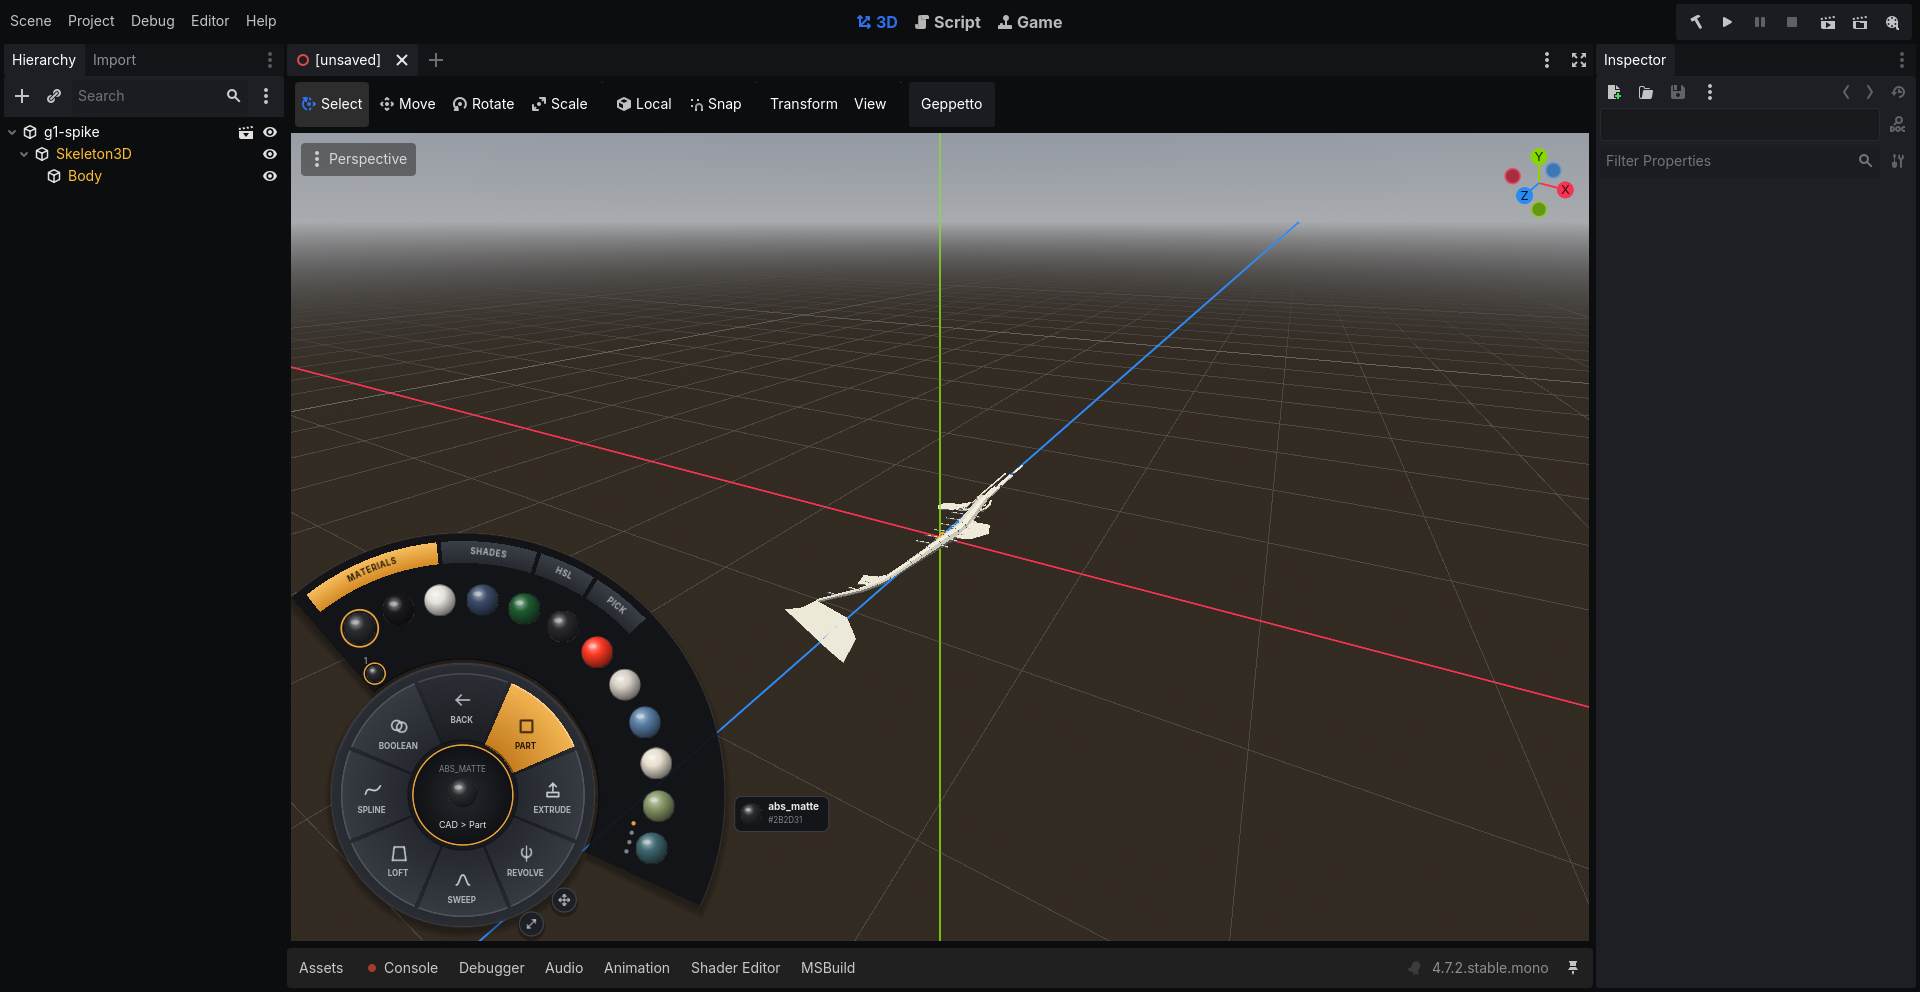 Scene Project Debug Editor Help
3D Script Game
Hierarchy Import
[unsaved]
Inspector
Search
Select Move Rotate Scale Local Snap Transform View Geppetto
DOC
Filter Properties
g1-spike
Skeleton3D
Body
Perspective
Y
X
Z
MATERIALS
SHADES
HSL
PICK
1
BACK
PART
BOOLEAN
ABS_MATTE
SPLINE
EXTRUDE
CAD > Part
LOFT
REVOLVE
SWEEP
abs_matte
#2B2D31
Assets Console Debugger Audio Animation Shader Editor MSBuild
4.7.2.stable.mono